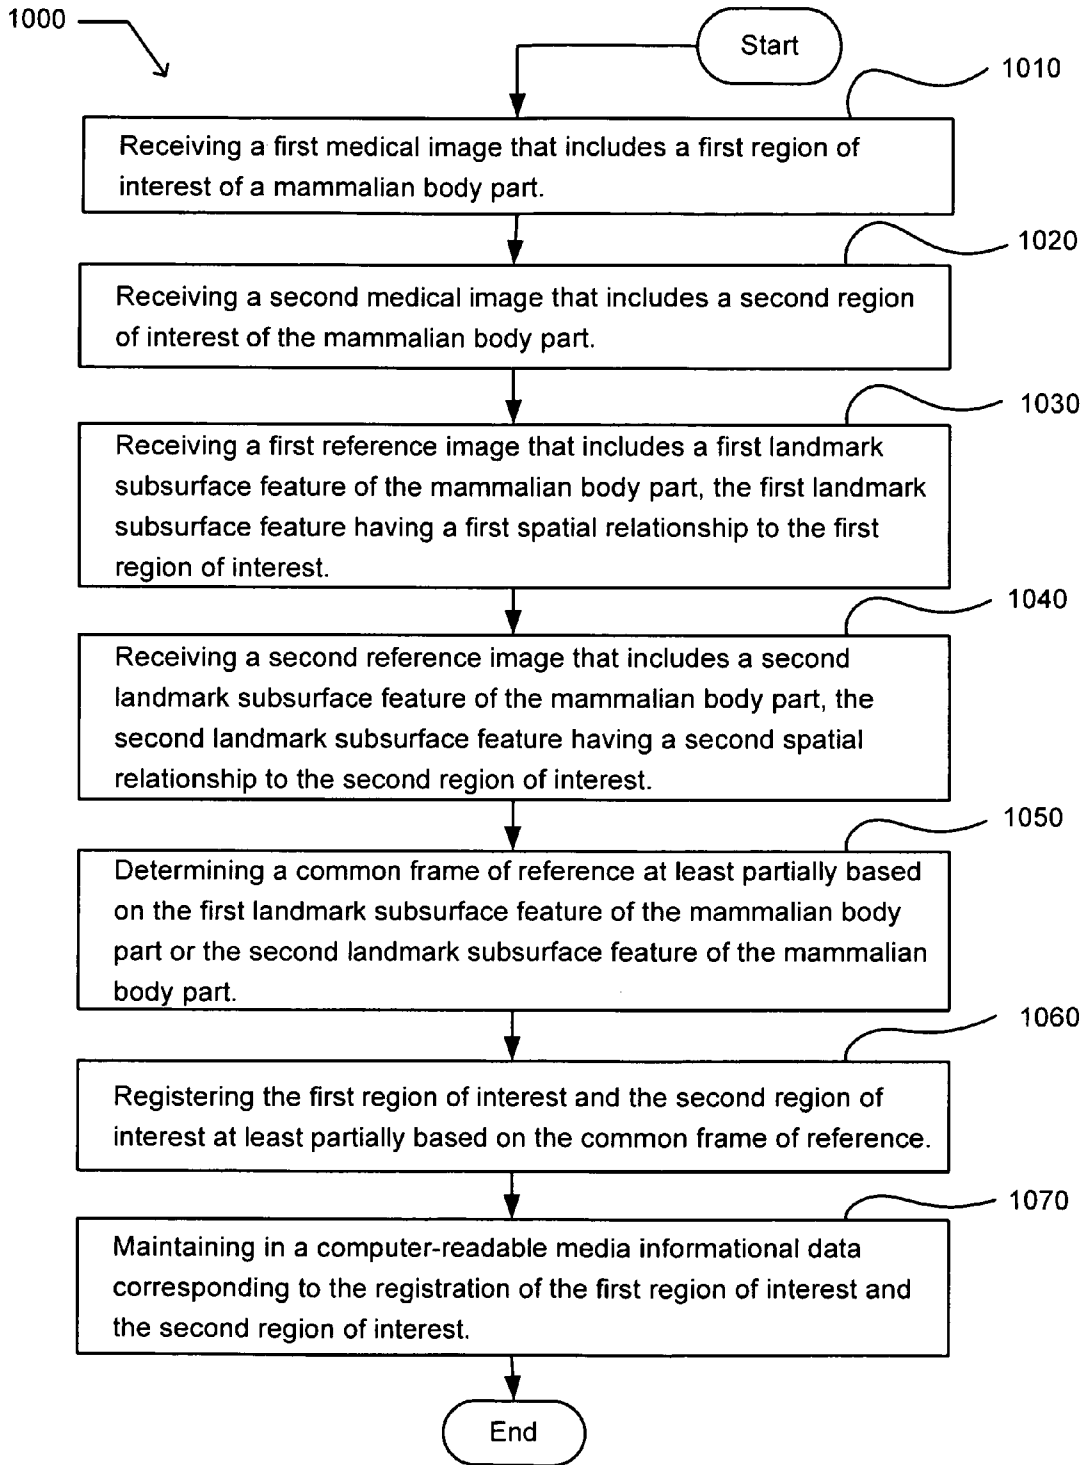 1000
Start
1010
Receiving a first medical image that includes a first region of
interest of a mammalian body part.
1020
Receiving a second medical image that includes a second region
of interest of the mammalian body part.
1030
Receiving a first reference image that includes a first landmark
subsurface feature of the mammalian body part, the first landmark
subsurface feature having a first spatial relationship to the first
region of interest.
1040
Receiving a second reference image that includes a second
landmark subsurface feature of the mammalian body part, the
second landmark subsurface feature having a second spatial
relationship to the second region of interest.
1050
Determining a common frame of reference at least partially based
on the first landmark subsurface feature of the mammalian body
part or the second landmark subsurface feature of the mammalian
body part.
1060
Registering the first region of interest and the second region of
interest at least partially based on the common frame of reference.
1070
Maintaining in a computer-readable media informational data
corresponding to the registration of the first region of interest and
the second region of interest.
End